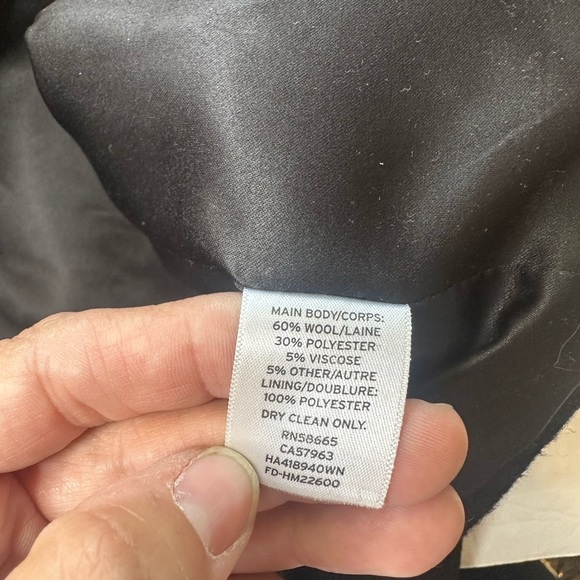 MAIN BODY/CORPS:
60% WOOL/LAINE
30% POLYESTER
5% VISCOSE
5% OTHER/AUTRE
LINING/DOUBLURE:
100% POLYESTER
DRY CLEAN ONLY.
RN58665
CA57963
HA418940WN
FD-HM22600